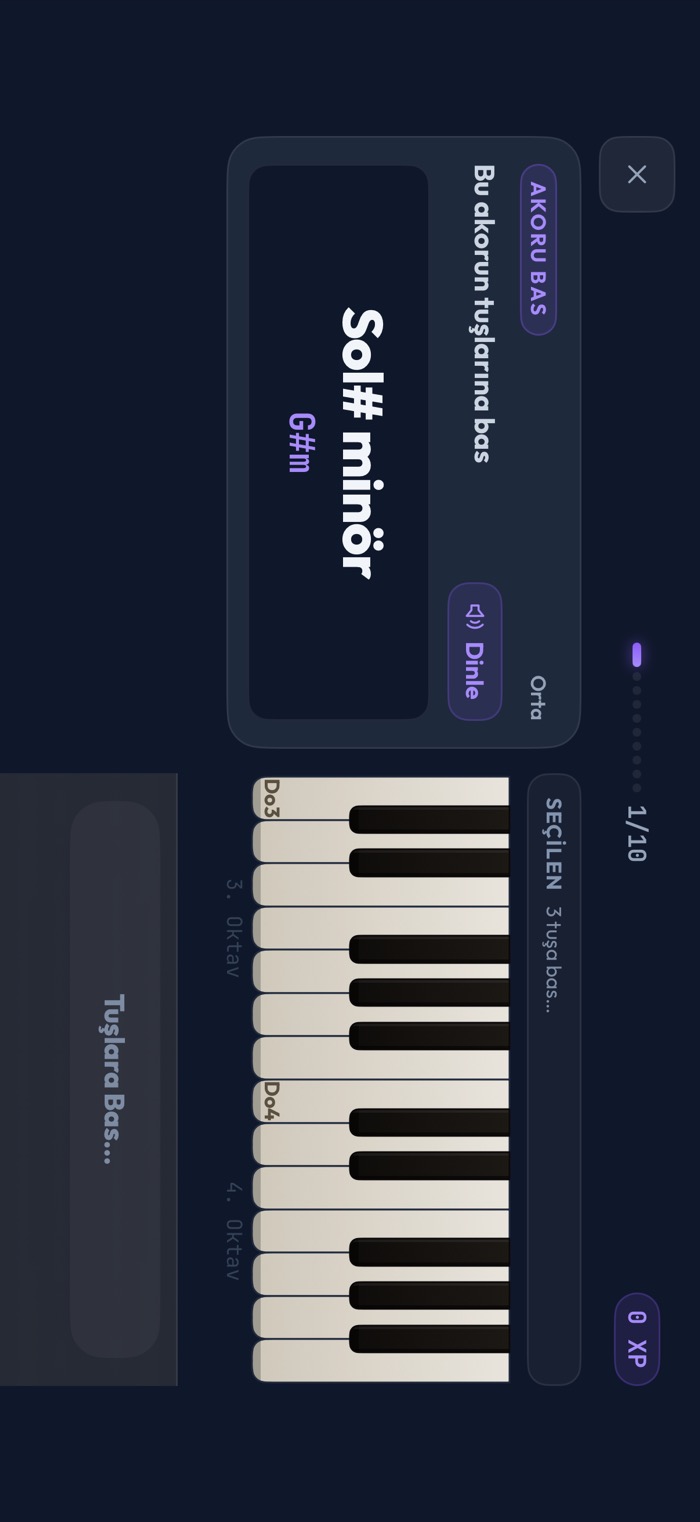 1/10
0 XP
AKORU BAS
Orta
Bu akorun tuşlarına bas
Dinle
Sol# minör
G#m
SEÇİLEN 3 tuşa bas...
Do3
Do4
3. Oktav
4. Oktav
Tuşlara Bas...